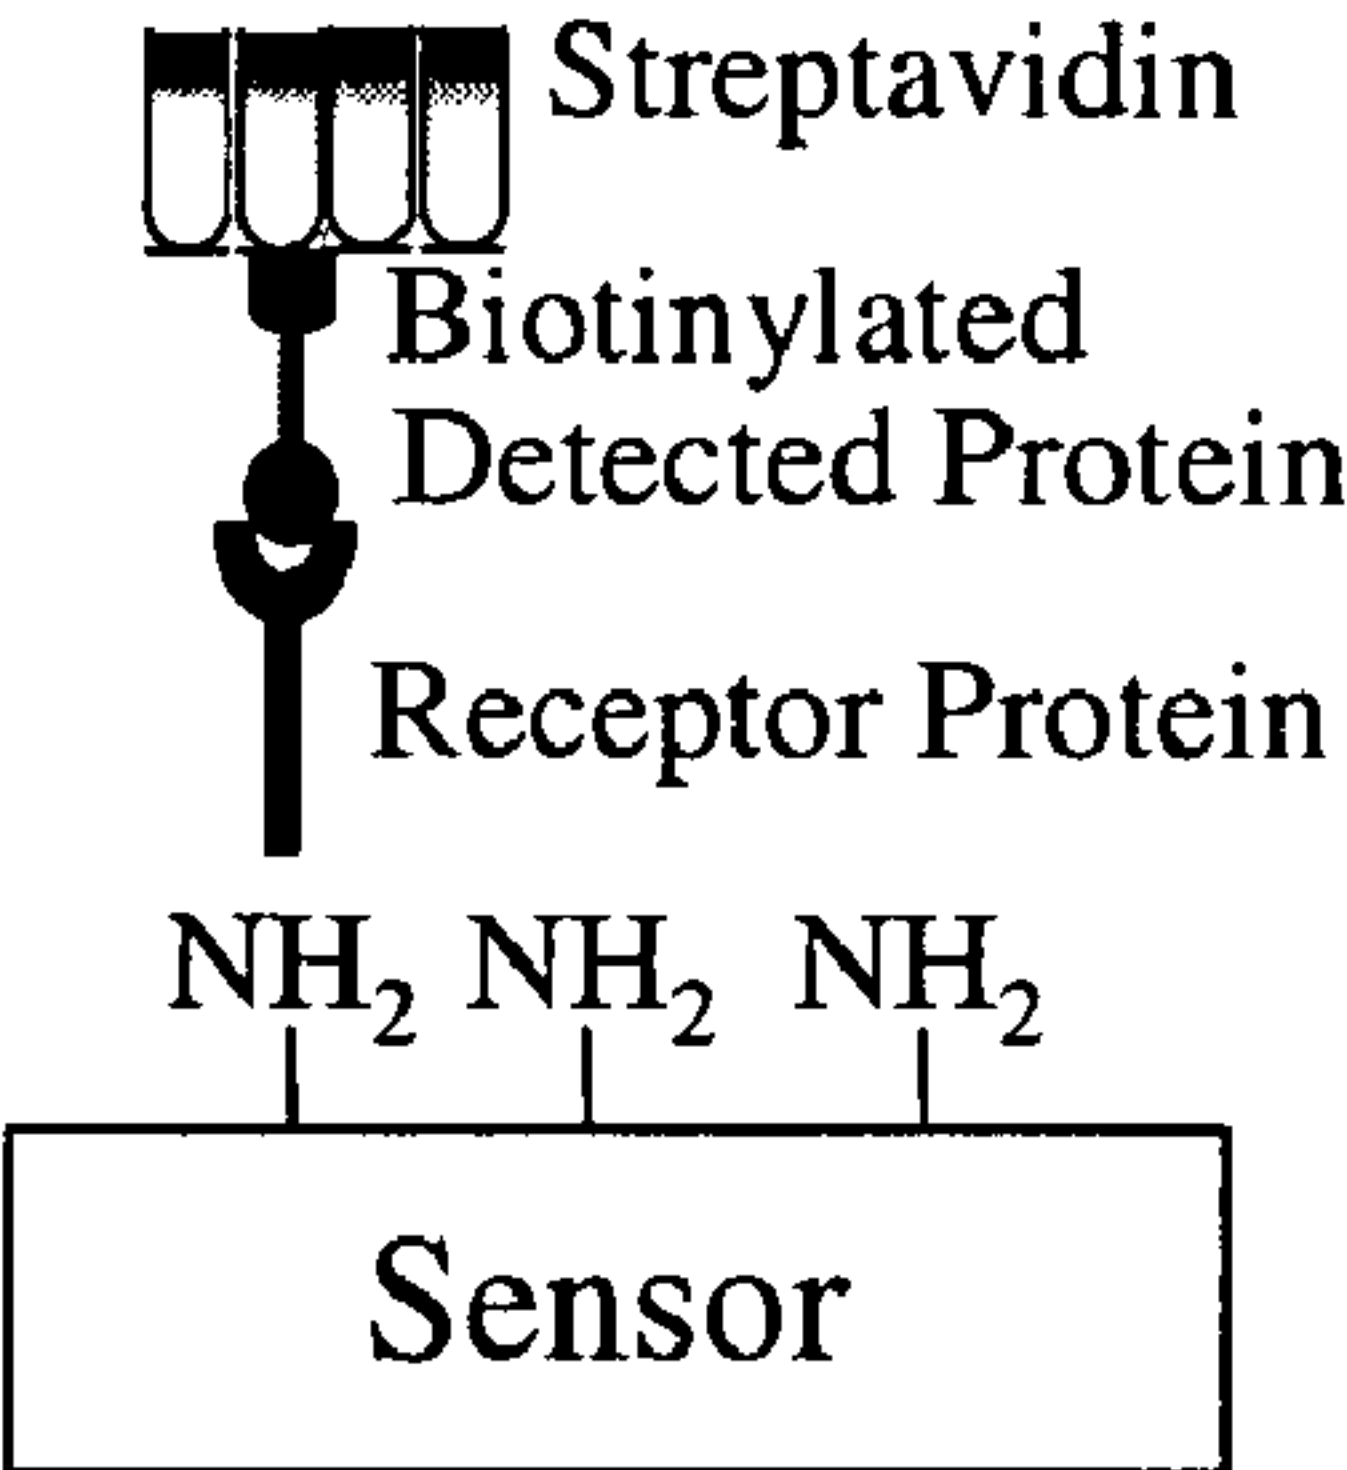 Streptavidin
Biotinylated
Detected Protein
Receptor Protein
NH₂ NH₂ NH₂
Sensor